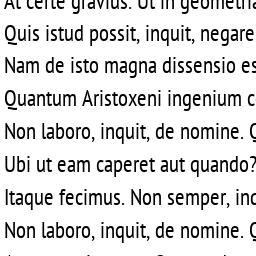 At certe gravius. Ut in geometria
Quis istud possit, inquit, negare
Nam de isto magna dissensio es
Quantum Aristoxeni ingenium c
Non laboro, inquit, de nomine. Q
Ubi ut eam caperet aut quando?
Itaque fecimus. Non semper, inq
Non laboro, inquit, de nomine. Q